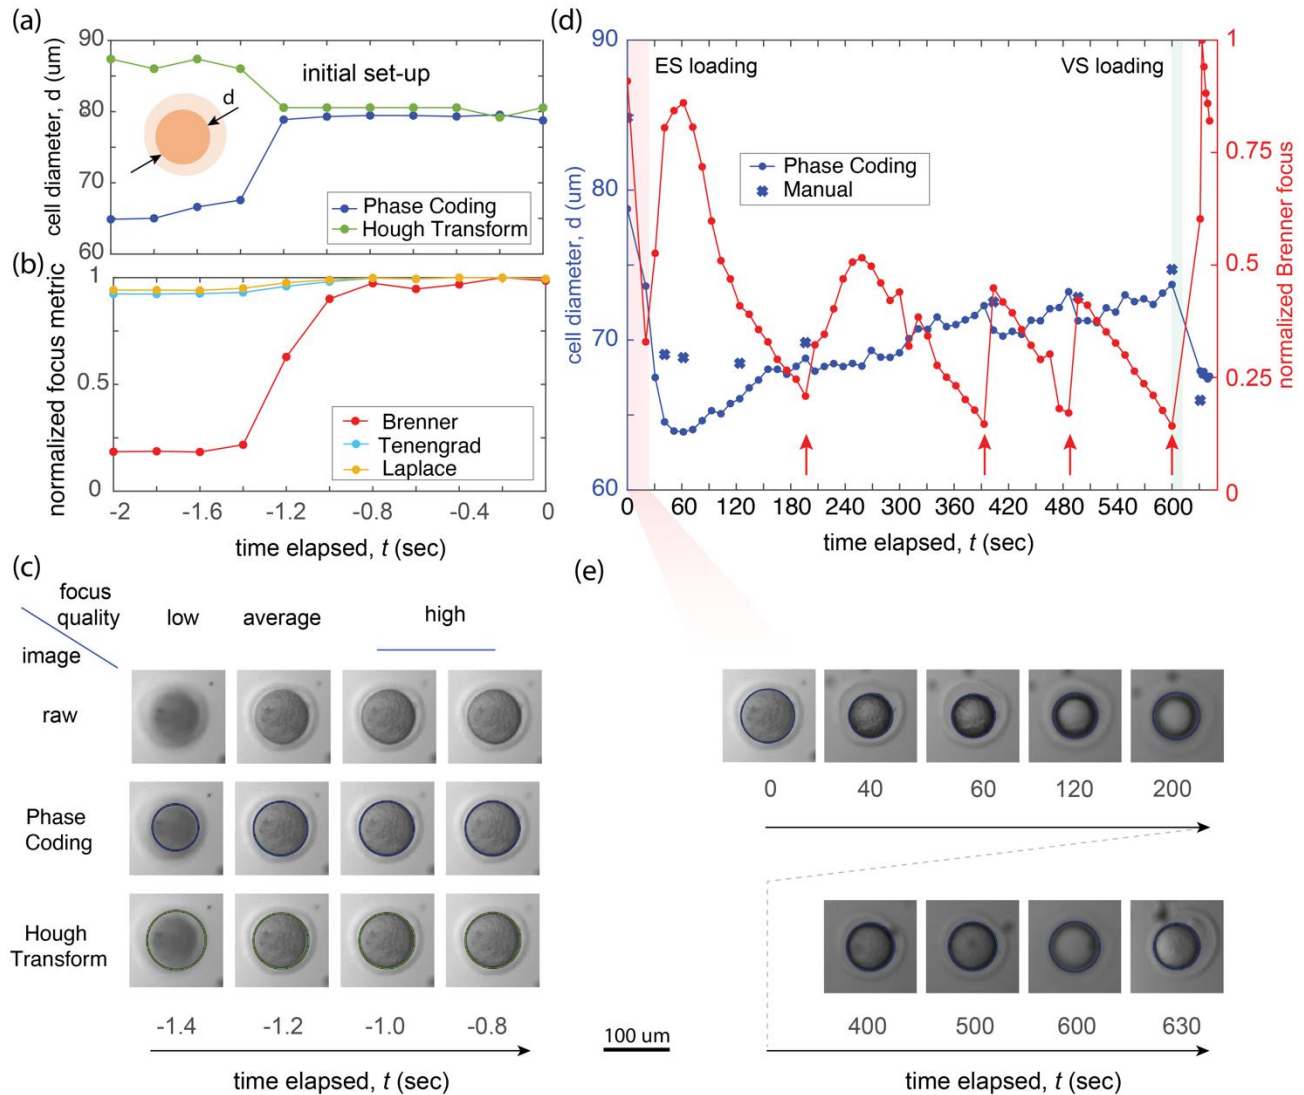 (a)
90
80
70
60
cell diameter, d (um)
initial set-up
d
Phase Coding
Hough Transform
(b)
1
0.5
0
normalized focus metric
Brenner
Tenengrad
Laplace
-2 -1.6 -1.2 -0.8 -0.4 0
time elapsed, t (sec)
(c)
focus
quality
low average high
image
raw
Phase
Coding
Hough
Transform
-1.4 -1.2 -1.0 -0.8
time elapsed, t (sec)
100 um
(d)
90
80
70
60
cell diameter, d (um)
ES loading
VS loading
Phase Coding
Manual
1
0.75
0.5
0.25
0
normalized Brenner focus
0 60 120 180 240 300 360 420 480 540 600
time elapsed, t (sec)
(e)
0 40 60 120 200
400 500 600 630
time elapsed, t (sec)